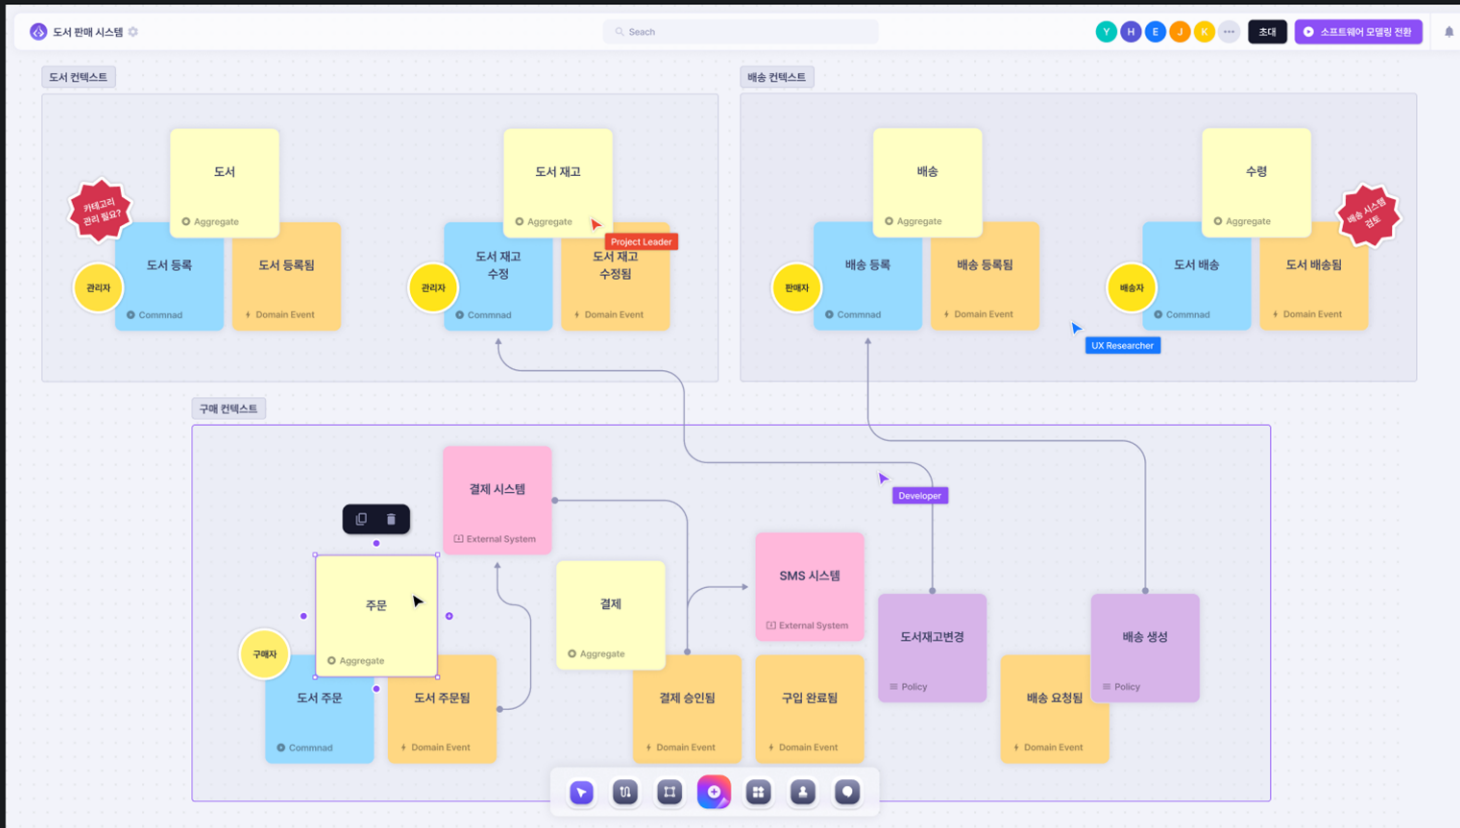 도서 판매 시스템
Seach
Y
H
E
J
K
초대
소프트웨어 모델링 전환
도서 컨텍스트
배송 컨텍스트
도서
Aggregate
카테고리
관리 필요?
관리자
도서 등록
Commnad
도서 등록됨
Domain Event
도서 재고
Aggregate
Project Leader
관리자
도서 재고
수정
Commnad
도서 재고
수정됨
Domain Event
배송
Aggregate
판매자
배송 등록
Commnad
배송 등록됨
Domain Event
수령
Aggregate
배송 시스템
검토
배송자
도서 배송
Commnad
도서 배송됨
Domain Event
UX Researcher
구매 컨텍스트
결제 시스템
External System
Developer
주문
Aggregate
구매자
도서 주문
Commnad
도서 주문됨
Domain Event
결제
Aggregate
결제 승인됨
Domain Event
SMS 시스템
External System
구입 완료됨
Domain Event
도서재고변경
Policy
배송 요청됨
Domain Event
배송 생성
Policy